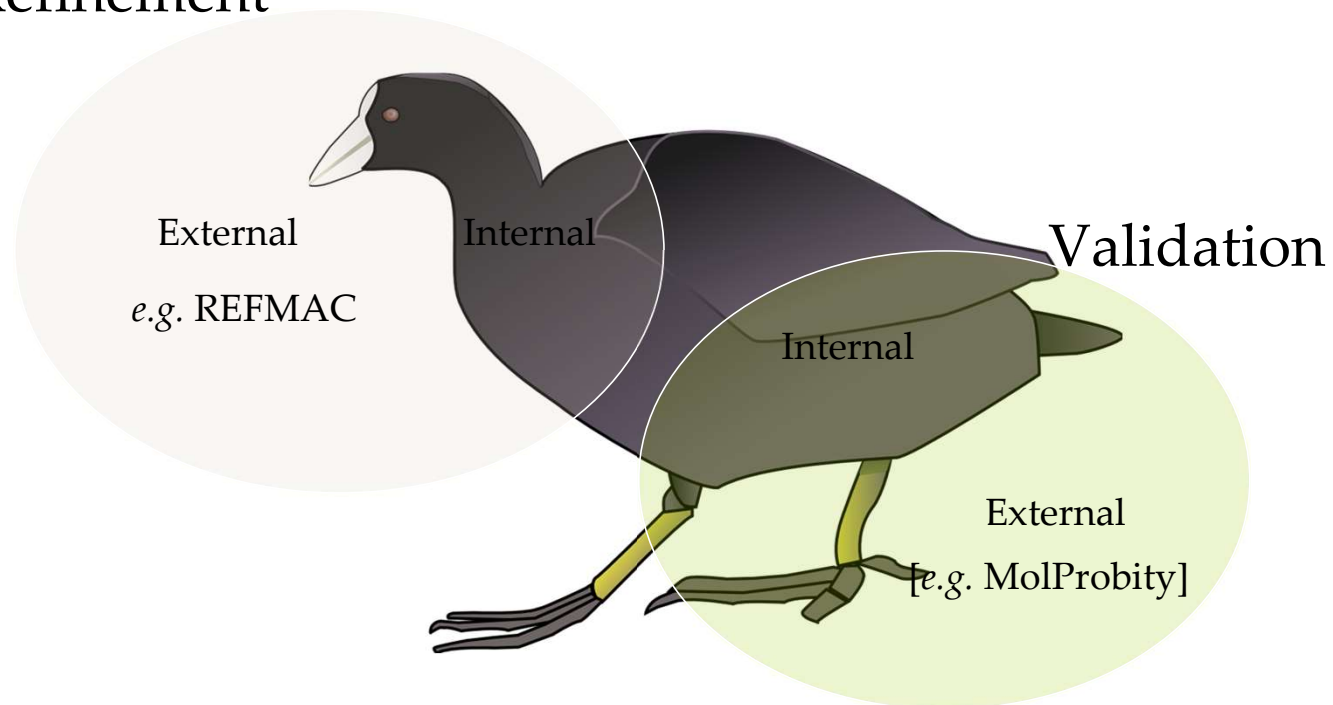 External
Internal
e.g. REFMAC
Validation
Internal
External
[e.g. MolProbity]